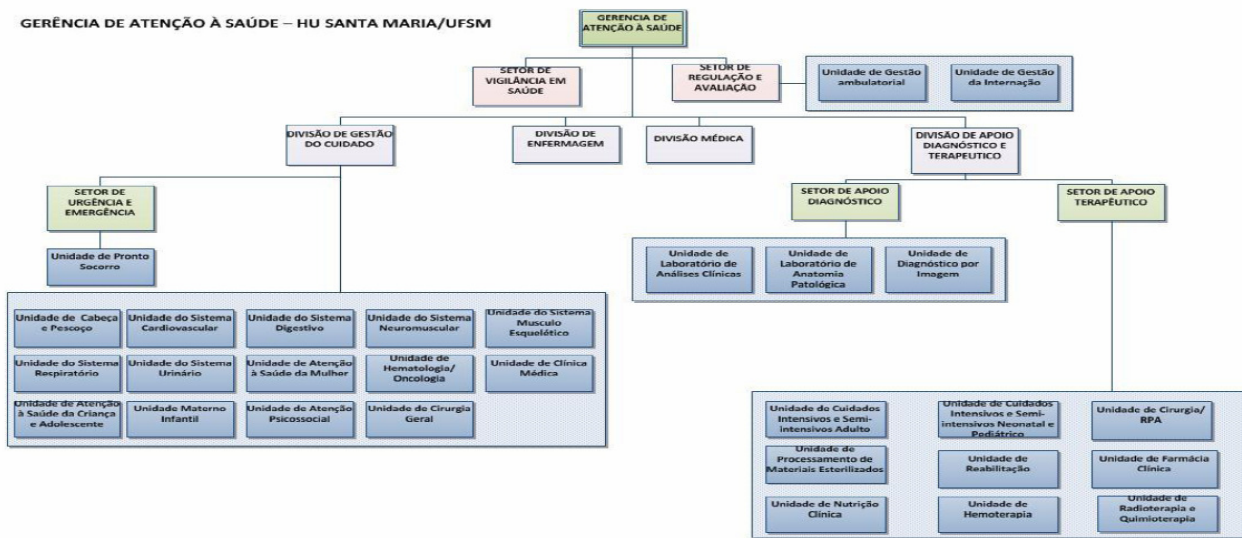 GERÊNCIA DE ATENÇÃO À SAÚDE – HU SANTA MARIA/UFSM
GERENCIA DE
ATENÇÃO À SAÚDE
SETOR DE
VIGILÂNCIA EM
SAÚDE
SETOR DE
REGULAÇÃO E
AVALIAÇÃO
Unidade de Gestão
ambulatorial
Unidade de Gestão
da Internação
DIVISÃO DE GESTÃO
DO CUIDADO
DIVISÃO DE
ENFERMAGEM
DIVISÃO MÉDICA
DIVISÃO DE APOIO
DIAGNÓSTICO E
TERAPEUTICO
SETOR DE
URGÊNCIA E
EMERGÊNCIA
SETOR DE APOIO
DIAGNÓSTICO
SETOR DE APOIO
TERAPÊUTICO
Unidade de Pronto
Socorro
Unidade de
Laboratório de
Análises Clínicas
Unidade de
Laboratório de
Anatomia
Patológica
Unidade de
Diagnóstico por
Imagem
Unidade de Cabeça
e Pescoço
Unidade do Sistema
Cardiovascular
Unidade do Sistema
Digestivo
Unidade do Sistema
Neuromuscular
Unidade do Sistema
Musculo
Esquelético
Unidade do Sistema
Respiratório
Unidade do Sistema
Urinário
Unidade de Atenção
à Saúde da Mulher
Unidade de
Hematologia/
Oncologia
Unidade de Clínica
Médica
Unidade de Atenção
à Saúde da Criança
e Adolescente
Unidade Materno
Infantil
Unidade de Atenção
Psicossocial
Unidade de Cirurgia
Geral
Unidade de Cuidados
Intensivos e Semi-
intensivos Adulto
Unidade de Cuidados
Intensivos e Semi-
intensivos Neonatal e
Pediátrico
Unidade de Cirurgia/
RPA
Unidade de
Processamento de
Materiais Esterilizados
Unidade de
Reabilitação
Unidade de Farmácia
Clínica
Unidade de Nutrição
Clínica
Unidade de
Hemoterapia
Unidade de
Radioterapia e
Quimioterapia